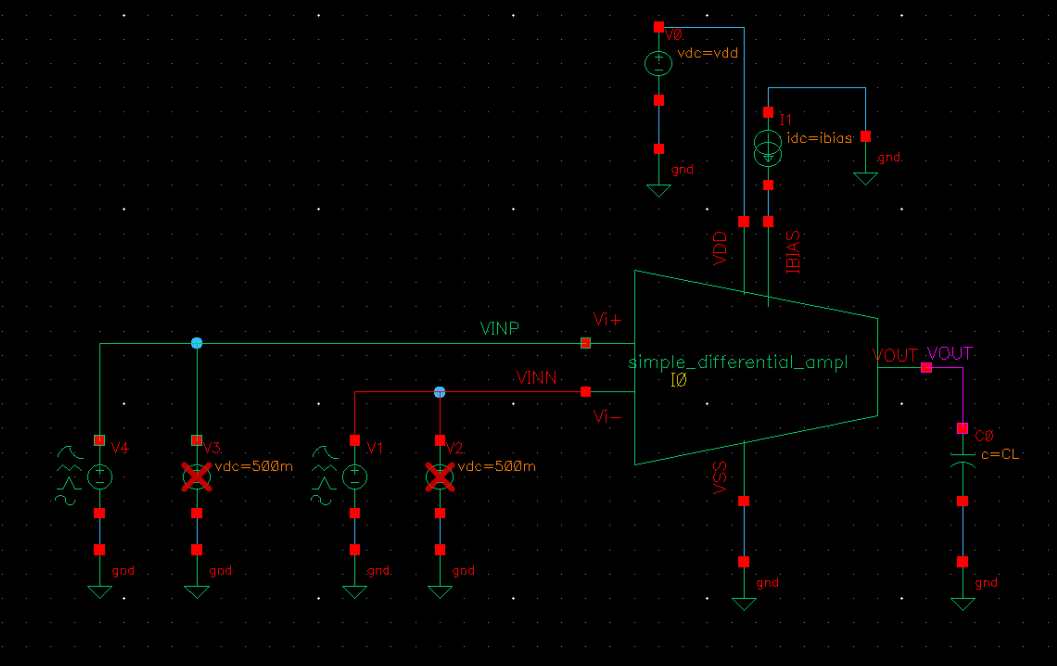 V0
vdc=vdd
gnd
I1
idc=ibias
gnd
VDD
IBIAS
Vi+
VINP
simple_differential_ampl
I0
VOUT
VOUT
VINN
Vi-
VSS
V4
V3
vdc=500m
V1
V2
vdc=500m
C0
c=CL
gnd
gnd
gnd
gnd
gnd
gnd